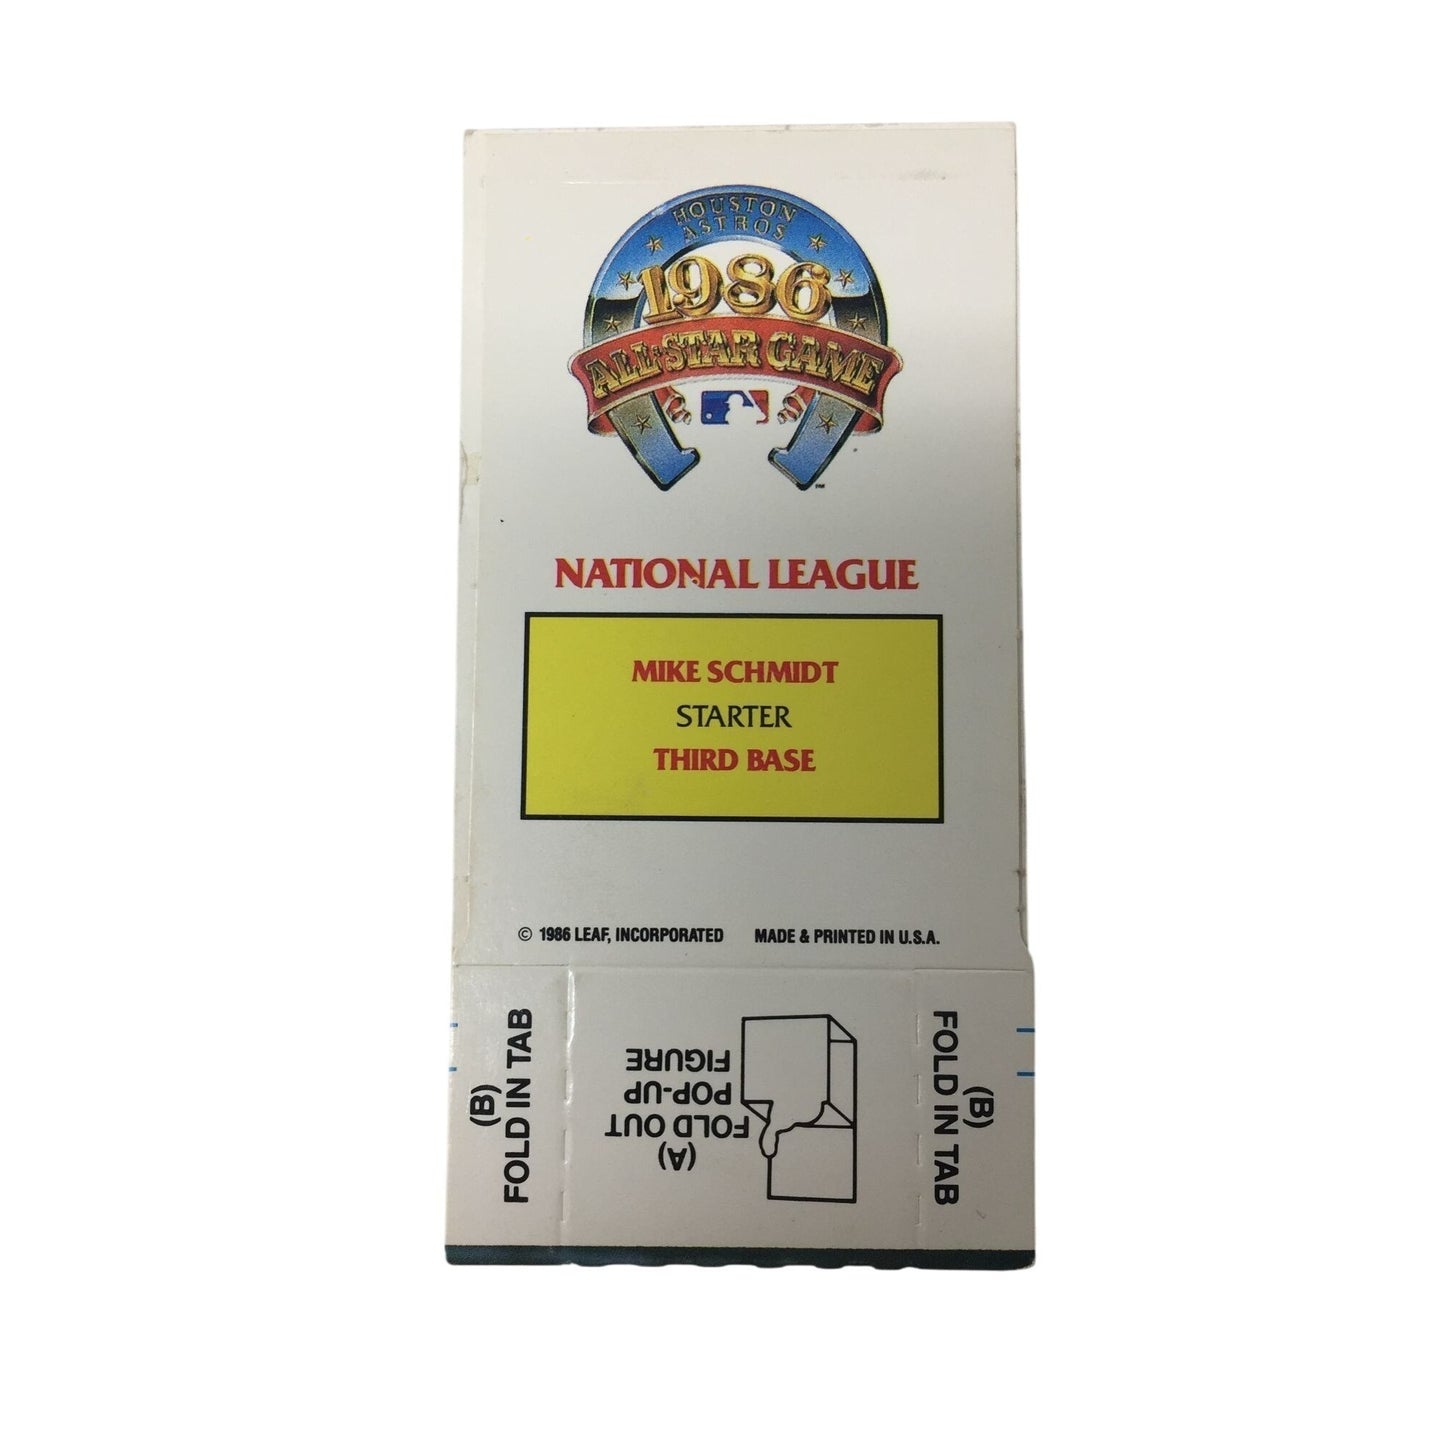 HOUSTON
ASTROS
1986
ALL-STAR GAME
TM
NATIONAL LEAGUE
MIKE SCHMIDT
STARTER
THIRD BASE
© 1986 LEAF, INCORPORATED MADE & PRINTED IN U.S.A.
(B)
FOLD IN TAB
(A)
FOLD OUT
POP-UP
FIGURE
(B)
FOLD IN TAB